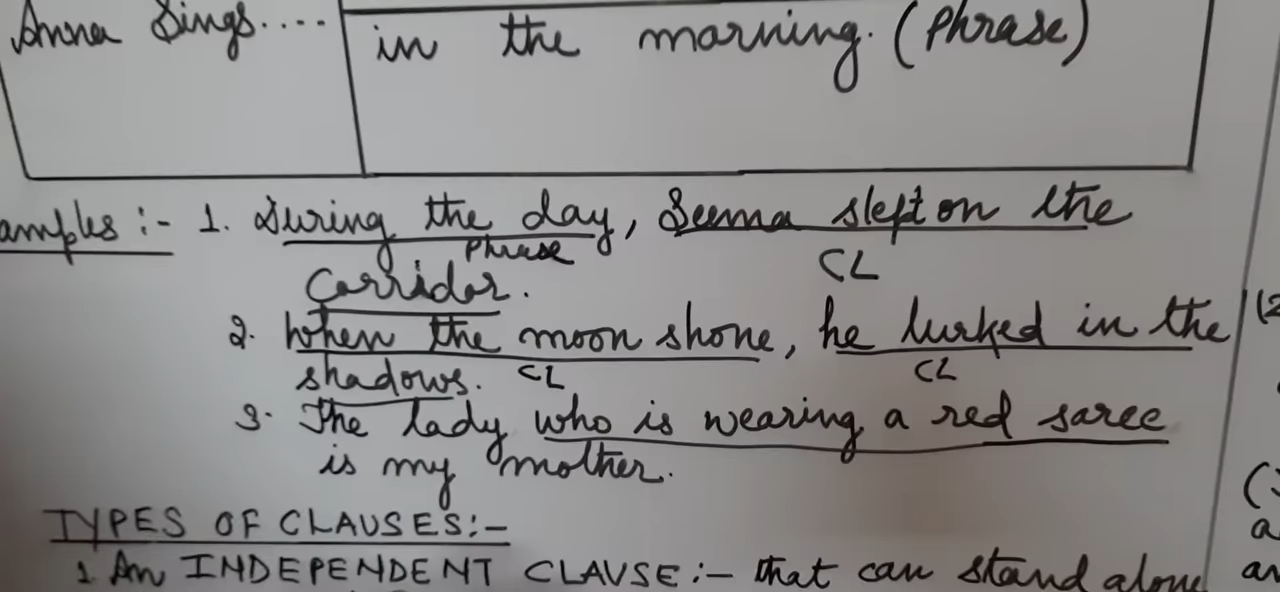 Anna Sings....
in the morning. (Phrase)
amples :- 1. During the day, Seema slept on the
Phrase CL
Corridor.
2. When the moon shone, he lurked in the
shadows. CL CL
3. The lady who is wearing a red saree
is my mother.
TYPES OF CLAUSES:-
1. An INDEPENDENT CLAUSE :- that can stand alone